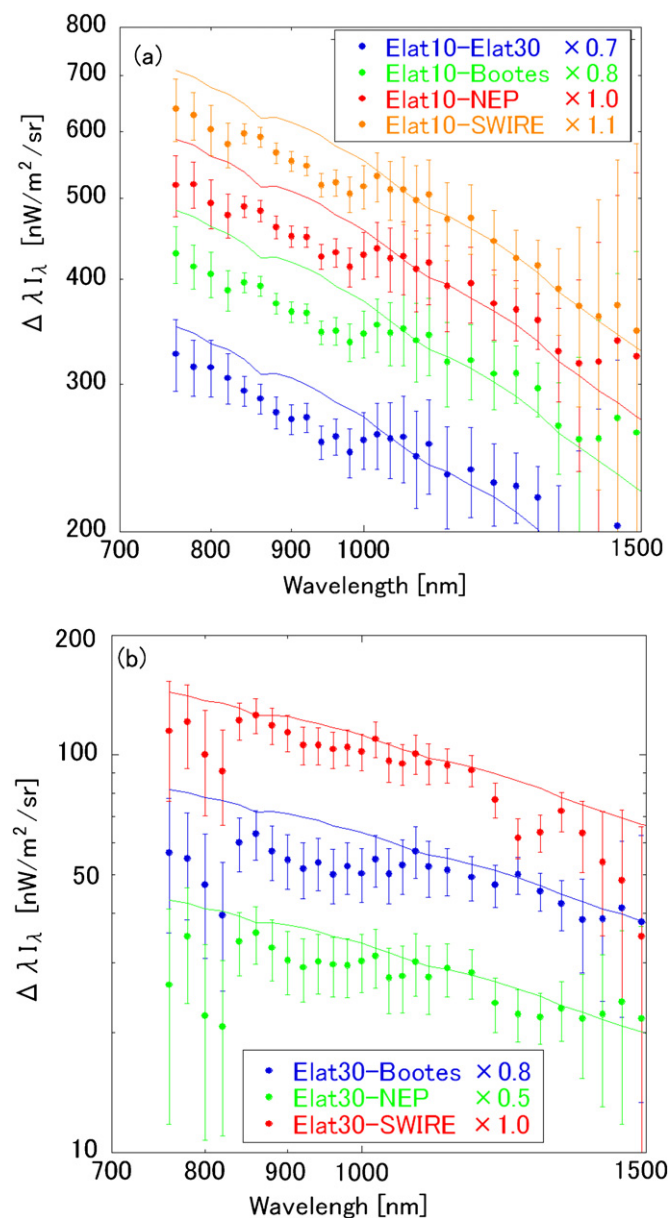 (a)
Elat10-Elat30 ×0.7
Elat10-Bootes ×0.8
Elat10-NEP ×1.0
Elat10-SWIRE ×1.1
800
700
600
500
400
300
200
Δ λI_λ [nW/m²/sr]
700 800 900 1000 1500
Wavelength [nm]
(b)
200
100
50
10
Δ λI_λ [nW/m²/sr]
Elat30-Bootes ×0.8
Elat30-NEP ×0.5
Elat30-SWIRE ×1.0
700 800 900 1000 1500
Wavelengh [nm]